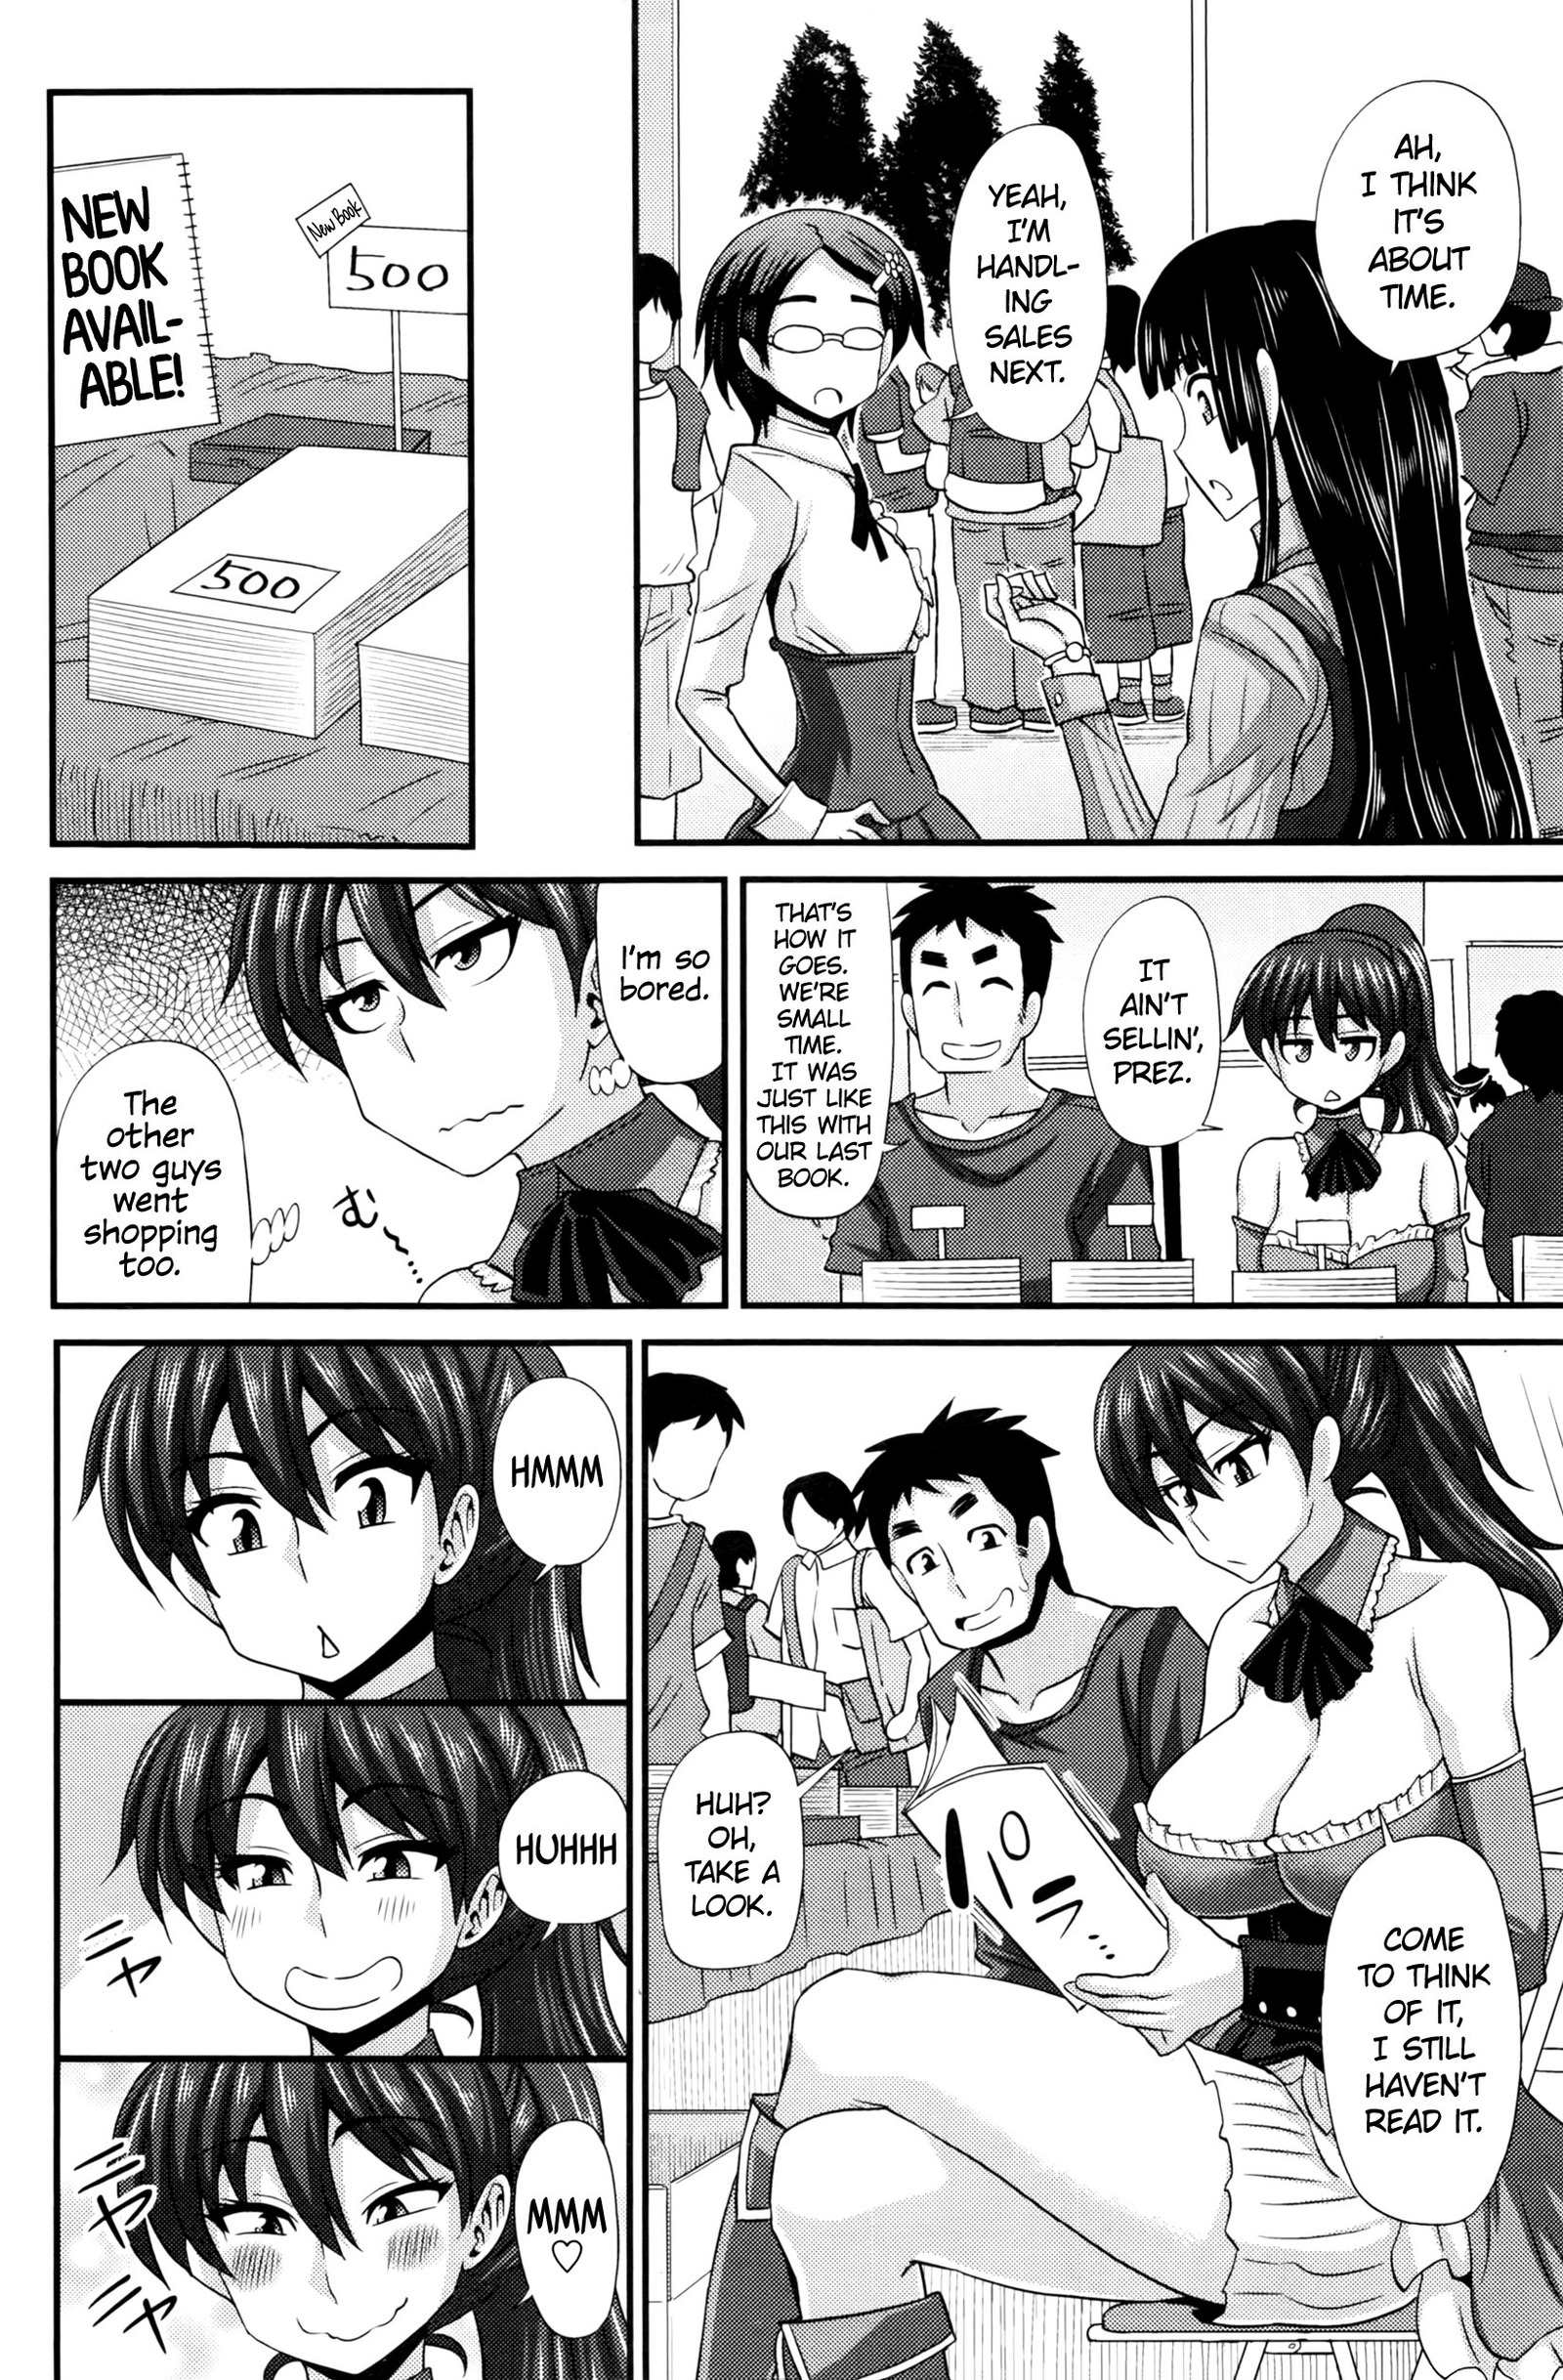 AH,
I THINK
IT'S
ABOUT
TIME.
YEAH,
I'M
HANDL-
ING
SALES
NEXT.
NEW
BOOK
AVAIL-
ABLE!
New Book
500
500
IT
AIN'T
SELLIN',
PREZ.
THAT'S
HOW IT
GOES.
WE'RE
SMALL
TIME.
IT WAS
JUST LIKE
THIS WITH
OUR LAST
BOOK.
I'm so
bored.
む〜……
The
other
two guys
went
shopping
too.
COME
TO THINK
OF IT,
I STILL
HAVEN'T
READ IT.
パラ…
HUH?
OH,
TAKE A
LOOK.
HMMM
HUHHH
ニヤ
MMM
♡
ニヤ
ニヤ